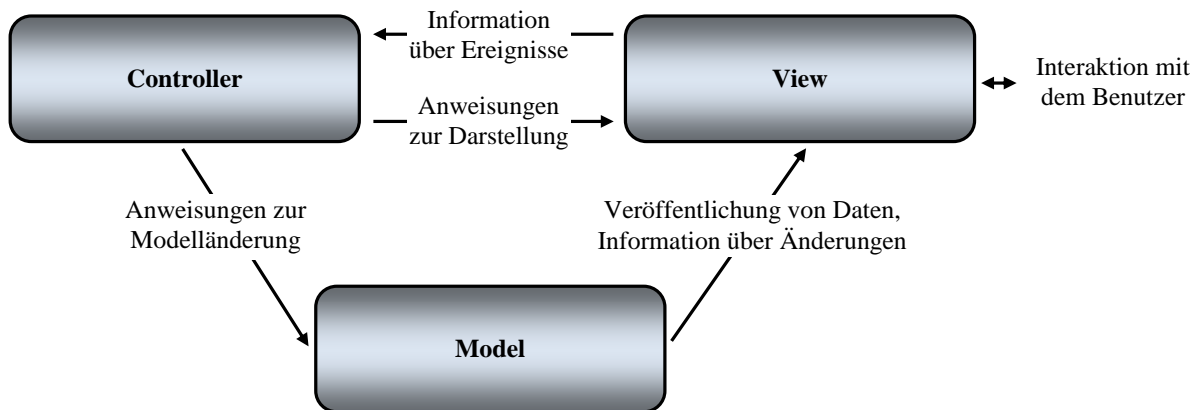 Information
über Ereignisse
Controller
View
Interaktion mit
dem Benutzer
Anweisungen
zur Darstellung
Anweisungen zur
Modelländerung
Veröffentlichung von Daten,
Information über Änderungen
Model